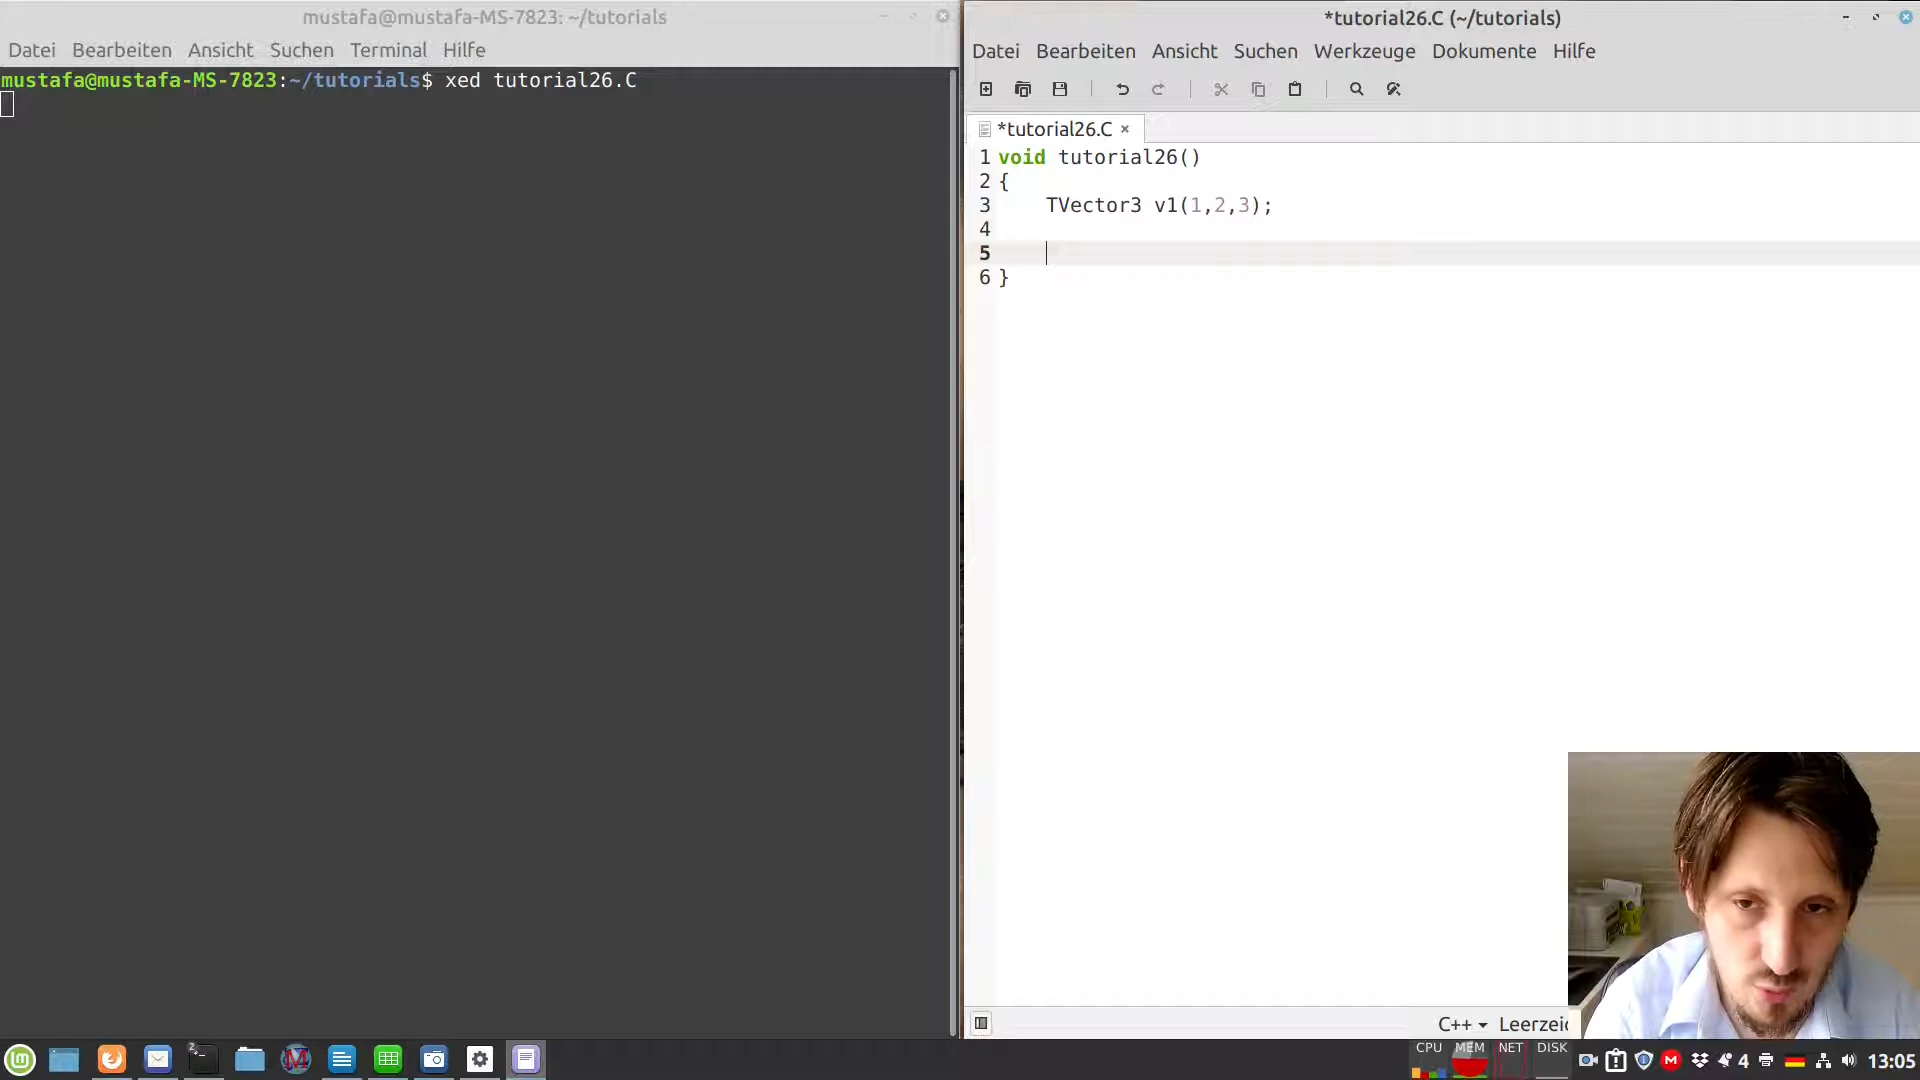 mustafa@mustafa-MS-7823: ~/tutorials
Datei Bearbeiten Ansicht Suchen Terminal Hilfe
mustafa@mustafa-MS-7823:~/tutorials$ xed tutorial26.C
*tutorial26.C (~/tutorials)
Datei Bearbeiten Ansicht Suchen Werkzeuge Dokumente Hilfe
*tutorial26.C ×
1 void tutorial26()
2 {
3     TVector3 v1(1,2,3);
4
5
6 }
C++ Leerzeic
2
CPU MEM NET DISK
4
13:05